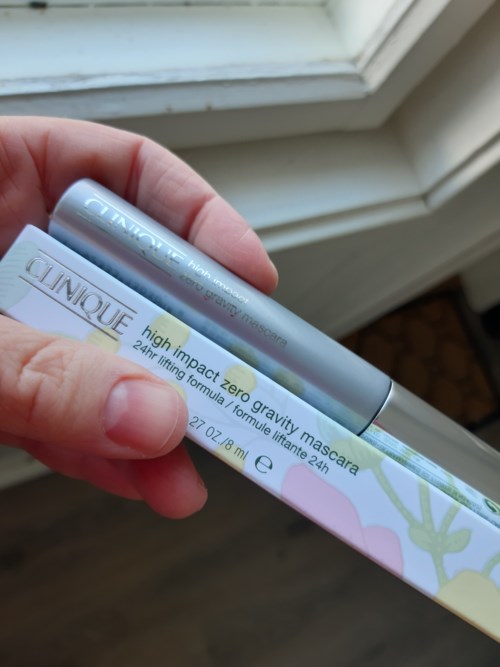 CLINIQUE
high impact
zero gravity mascara
CLINIQUE
high impact zero gravity mascara
24hr lifting formula / formule liftante 24h
27 OZ./8 ml ℮